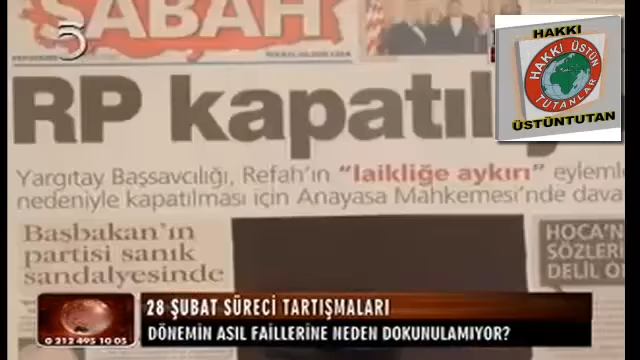 5
SABAH
HAKKI
HAKKI ÜSTÜN
TUTANLAR
ÜSTÜNTUTAN
RP kapatılı
Yargıtay Başsavcılığı, Refah'ın "laikliğe aykırı" eylemle
nedeniyle kapatılması için Anayasa Mahkemesi'nde dava
Başbakan'ın
partisi sanık
sandalyesinde
HOCA'N
SÖZLERİ
DELİL O
28 ŞUBAT SÜRECİ TARTIŞMALARI
DÖNEMİN ASIL FAİLLERİNE NEDEN DOKUNULAMIYOR?
0 212 495 10 05